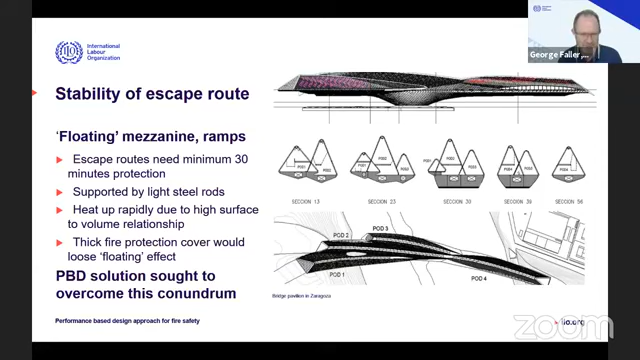 International
Labour
Organization
George Faller,
Stability of escape route
'Floating' mezzanine, ramps
Escape routes need minimum 30
minutes protection
Supported by light steel rods
Heat up rapidly due to high surface
to volume relationship
Thick fire protection cover would
loose 'floating' effect
PBD solution sought to
overcome this conundrum
SECCION 13
SECCION 23
SECCION 30
SECCION 56
POD 2
POD 3
POD 1
POD 4
Bridge pavilion in Zaragoza
Performance based design approach for fire safety
ilo.org
zoom